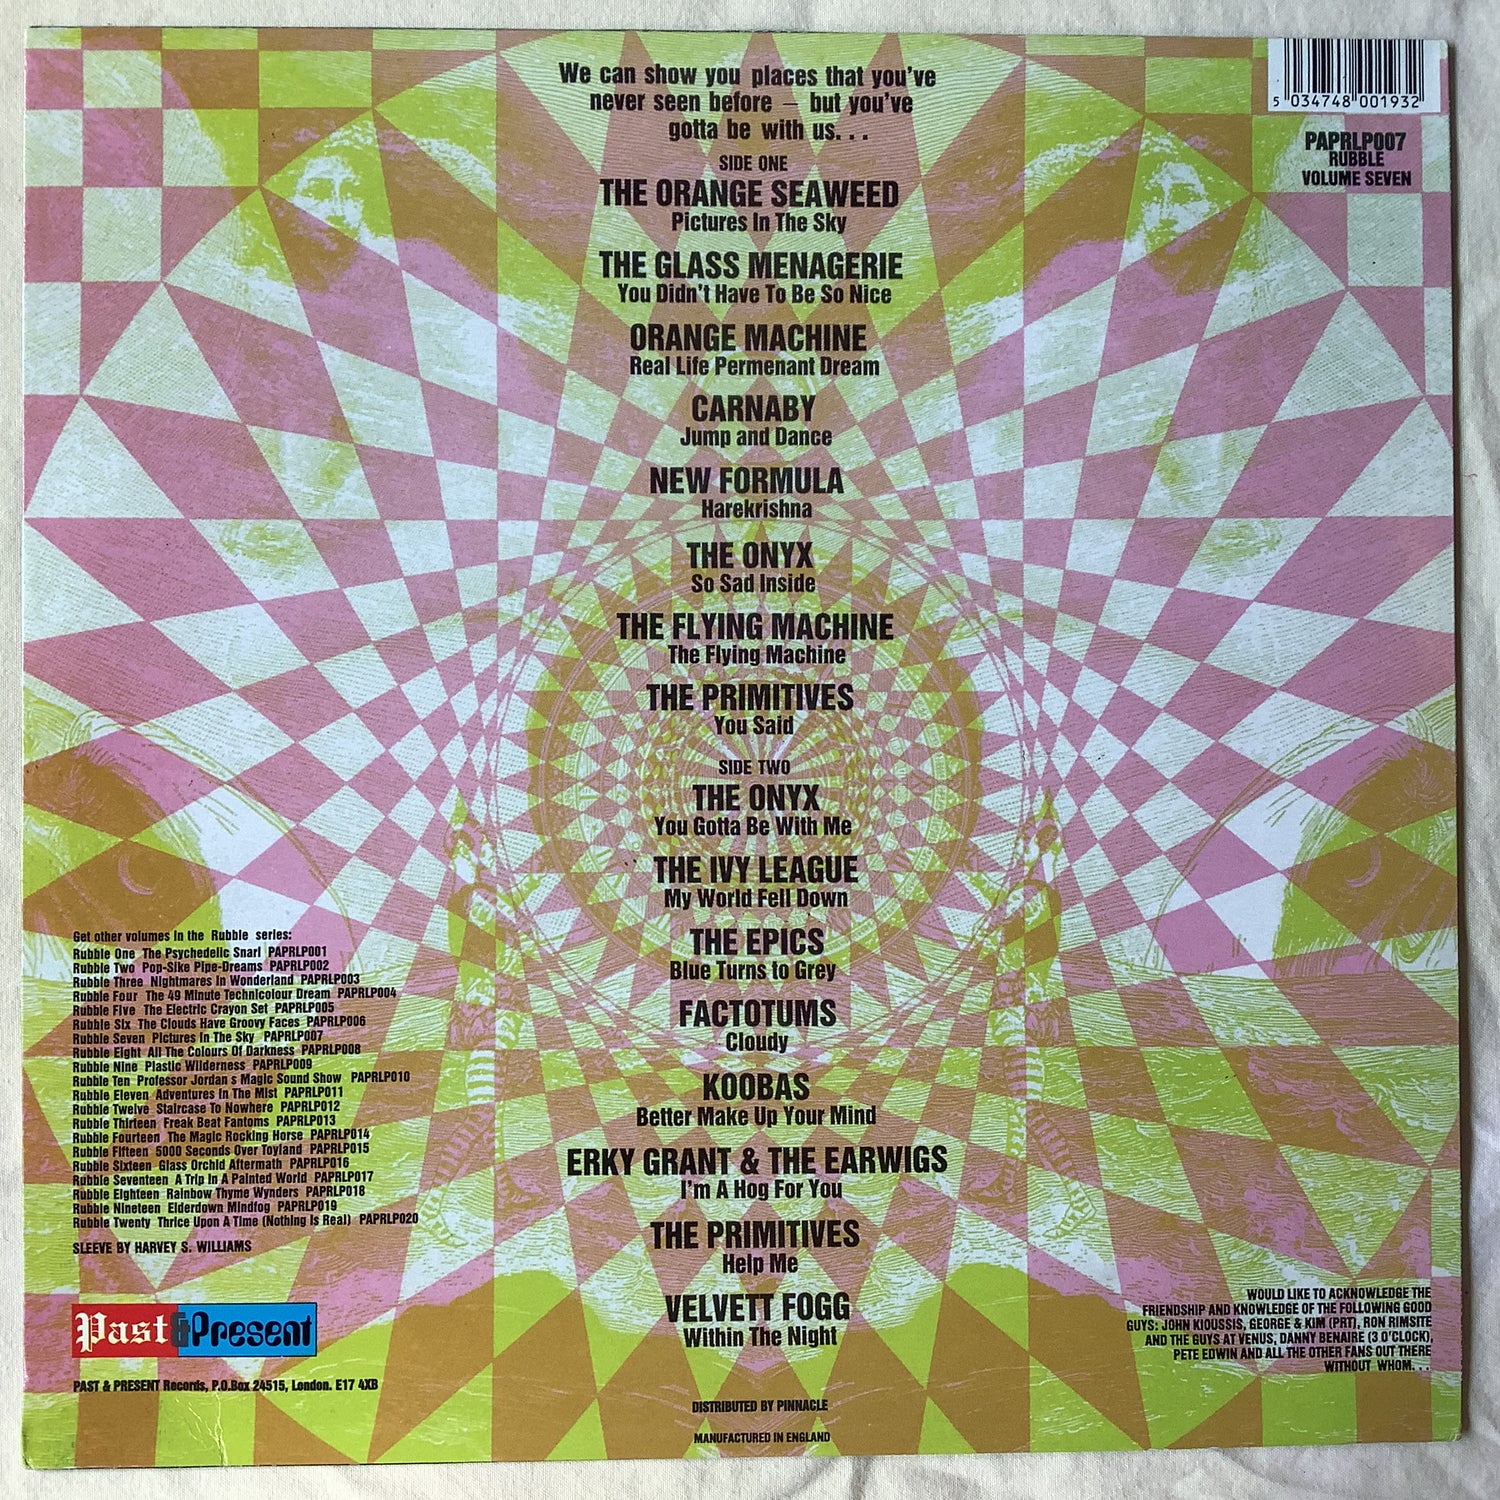 We can show you places that you've
never seen before – but you've
gotta be with us. . .
5 034748 001932
PAPRLP007
RUBBLE
VOLUME SEVEN
SIDE ONE
THE ORANGE SEAWEED
Pictures In The Sky
THE GLASS MENAGERIE
You Didn't Have To Be So Nice
ORANGE MACHINE
Real Life Permenant Dream
CARNABY
Jump and Dance
NEW FORMULA
Harekrishna
THE ONYX
So Sad Inside
THE FLYING MACHINE
The Flying Machine
THE PRIMITIVES
You Said
SIDE TWO
THE ONYX
You Gotta Be With Me
THE IVY LEAGUE
My World Fell Down
THE EPICS
Blue Turns to Grey
FACTOTUMS
Cloudy
KOOBAS
Better Make Up Your Mind
ERKY GRANT & THE EARWIGS
I'm A Hog For You
THE PRIMITIVES
Help Me
VELVETT FOGG
Within The Night
Get other volumes in the Rubble series:
Rubble One The Psychedelic Snarl PAPRLP001
Rubble Two Pop-Sike Pipe-Dreams PAPRLP002
Rubble Three Nightmares In Wonderland PAPRLP003
Rubble Four The 49 Minute Technicolour Dream PAPRLP004
Rubble Five The Electric Crayon Set PAPRLP005
Rubble Six The Clouds Have Groovy Faces PAPRLP006
Rubble Seven Pictures In The Sky PAPRLP007
Rubble Eight All The Colours Of Darkness PAPRLP008
Rubble Nine Plastic Wilderness PAPRLP009
Rubble Ten Professor Jordan s Magic Sound Show PAPRLP010
Rubble Eleven Adventures In The Mist PAPRLP011
Rubble Twelve Staircase To Nowhere PAPRLP012
Rubble Thirteen Freak Beat Fantoms PAPRLP013
Rubble Fourteen The Magic Rocking Horse PAPRLP014
Rubble Fifteen 5000 Seconds Over Toyland PAPRLP015
Rubble Sixteen Glass Orchid Aftermath PAPRLP016
Rubble Seventeen A Trip In A Painted World PAPRLP017
Rubble Eighteen Rainbow Thyme Wynders PAPRLP018
Rubble Nineteen Elderdown Mindfog PAPRLP019
Rubble Twenty Thrice Upon A Time (Nothing Is Real) PAPRLP020
SLEEVE BY HARVEY S. WILLIAMS
Past & Present
PAST & PRESENT Records, P.O.Box 24515, London. E17 4XB
WOULD LIKE TO ACKNOWLEDGE THE
FRIENDSHIP AND KNOWLEDGE OF THE FOLLOWING GOOD
GUYS: JOHN KIOUSSIS, GEORGE & KIM (PRT), RON RIMSITE
AND THE GUYS AT VENUS, DANNY BENAIRE (3 O'CLOCK),
PETE EDWIN AND ALL THE OTHER FANS OUT THERE
WITHOUT WHOM. . .
DISTRIBUTED BY PINNACLE
MANUFACTURED IN ENGLAND